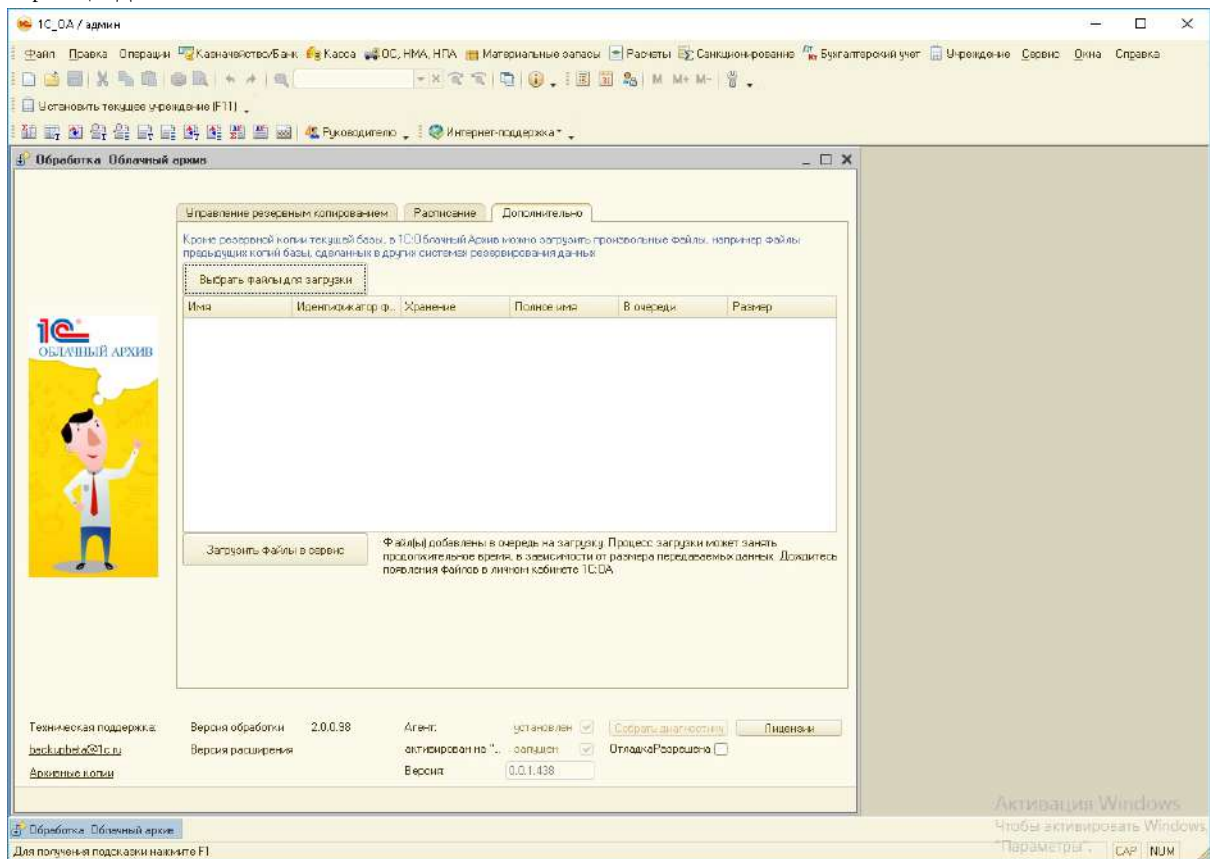 1С_ОА / админ
Файл Правка Операции Казначейство/Банк Касса ОС, НМА, НПА Материальные запасы Расчеты Санкционирование Бухгалтерский учет Учреждение Сервис Окна Справка
M M+ M-
Установить текущее учреждение (F11)
Руководителю Интернет-поддержка
Обработка Облачный архив
Управление резервным копированием Расписание Дополнительно
Кроме резервной копии текущей базы, в 1С:Облачный Архив можно загрузить произвольные файлы, например файлы
предыдущих копий базы, сделанных в других системах резервирования данных
Выбрать файлы для загрузки
Имя Идентификатор ф... Хранение Полное имя В очереди Размер
1С
ОБЛАЧНЫЙ АРХИВ
Загрузить файлы в сервис
Файл(ы) добавлены в очередь на загрузку. Процесс загрузки может занять
продолжительное время, в зависимости от размера передаваемых данных. Дождитесь
появления файлов в личном кабинете 1С:ОА
Техническая поддержка: Версия обработки 2.0.0.98 Агент: установлен Собрать диагностику Лицензии
backupbeta@1c.ru Версия расширения активирован на "... запущен ОтладкаРазрешена
Архивные копии Версия: 0.0.1.438
Активация Windows
Обработка Облачный архив
Чтобы активировать Windows
"Параметры".
Для получения подсказки нажмите F1
CAP NUM